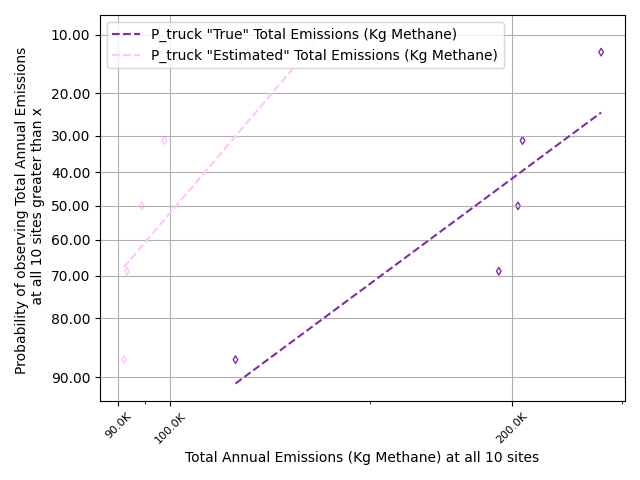 P_truck "True" Total Emissions (Kg Methane)
P_truck "Estimated" Total Emissions (Kg Methane)
10.00
20.00
30.00
40.00
50.00
60.00
70.00
80.00
90.00
Probability of observing Total Annual Emissions
at all 10 sites greater than x
90.0K
100.0K
200.0K
Total Annual Emissions (Kg Methane) at all 10 sites